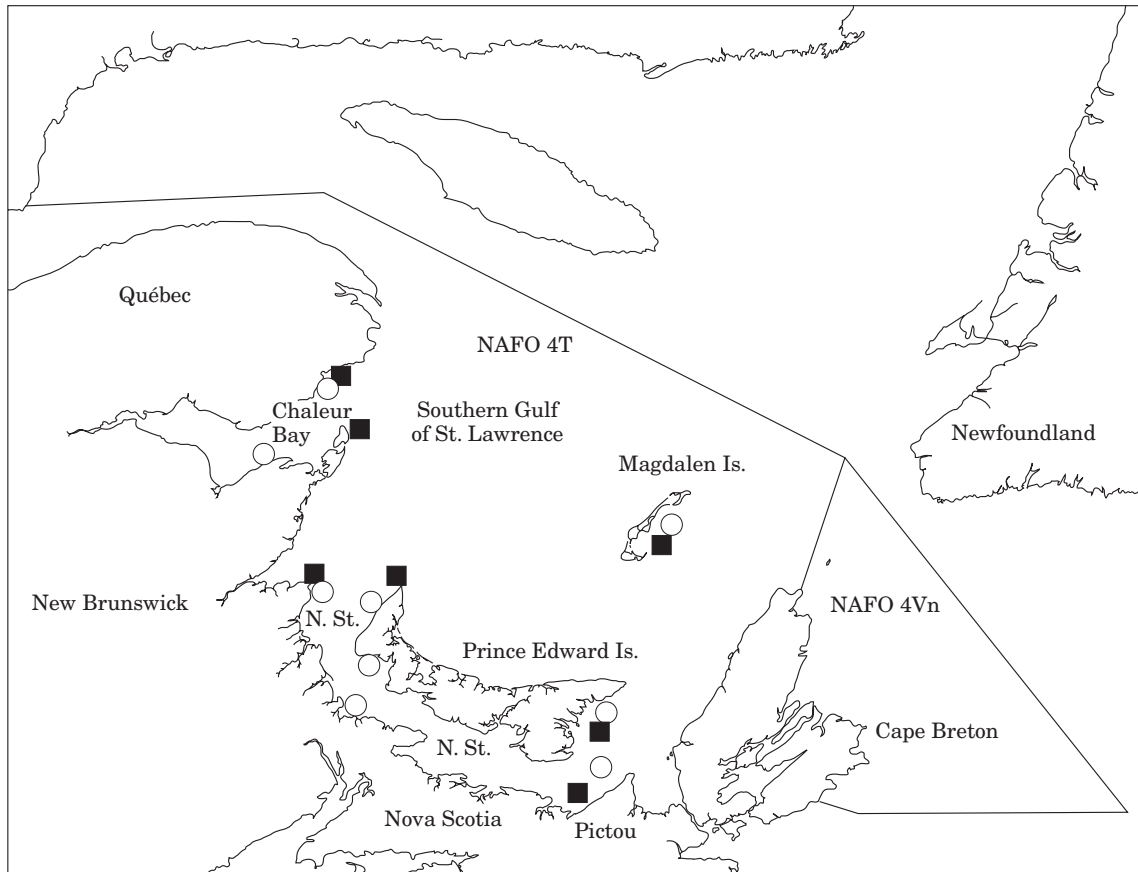 Québec
NAFO 4T
Chaleur
Bay
Southern Gulf
of St. Lawrence
Newfoundland
Magdalen Is.
New Brunswick
N. St.
NAFO 4Vn
Prince Edward Is.
N. St.
Cape Breton
Nova Scotia
Pictou